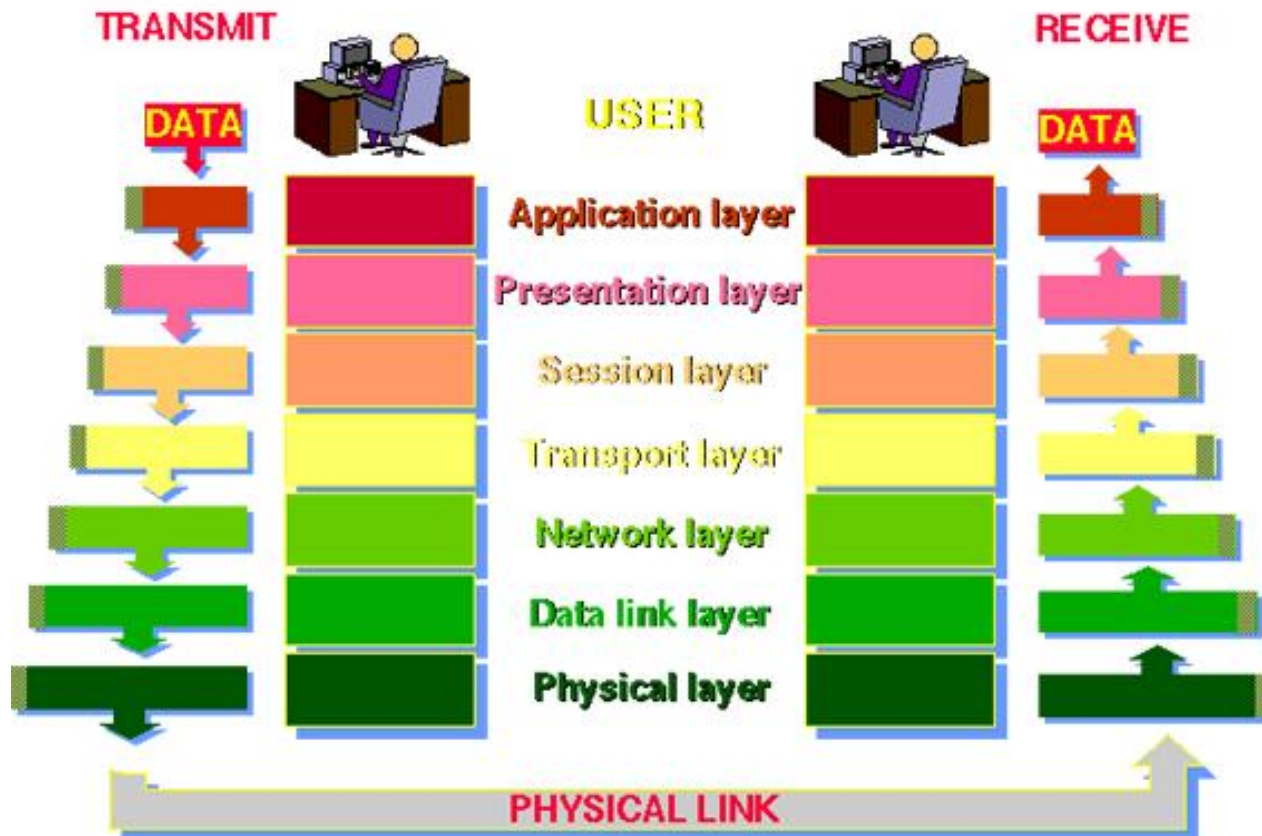 TRANSMIT
RECEIVE
USER
DATA
DATA
Application layer
Presentation layer
Session layer
Transport layer
Network layer
Data link layer
Physical layer
PHYSICAL LINK